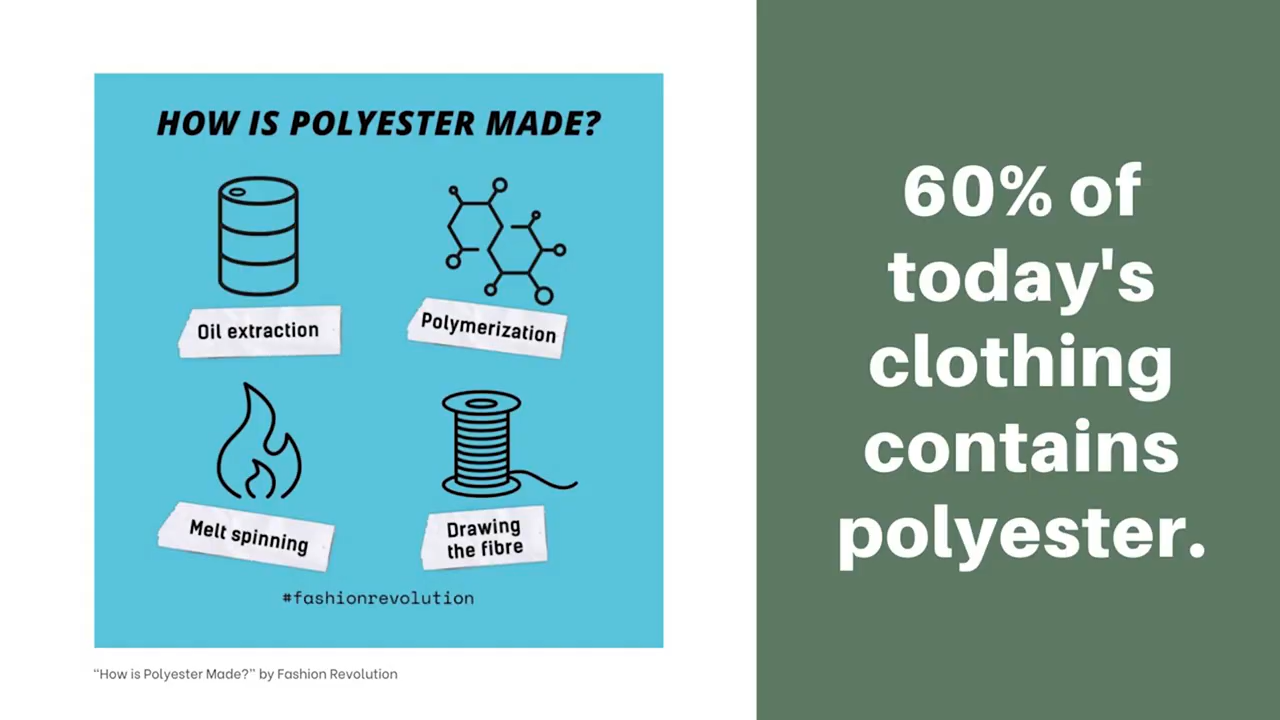 HOW IS POLYESTER MADE?
Oil extraction
Polymerization
Melt spinning
Drawing
the fibre
#fashionrevolution
“How is Polyester Made?” by Fashion Revolution
60% of
today's
clothing
contains
polyester.